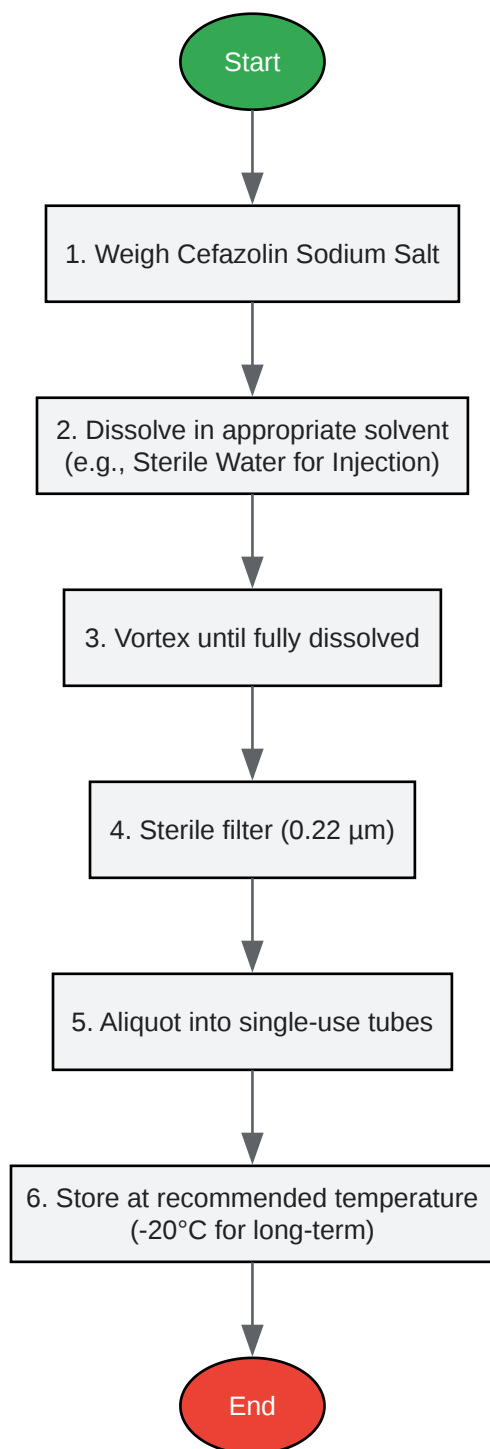 Start
1. Weigh Cefazolin Sodium Salt
2. Dissolve in appropriate solvent
(e.g., Sterile Water for Injection)
3. Vortex until fully dissolved
4. Sterile filter (0.22 µm)
5. Aliquot into single-use tubes
6. Store at recommended temperature
(-20°C for long-term)
End